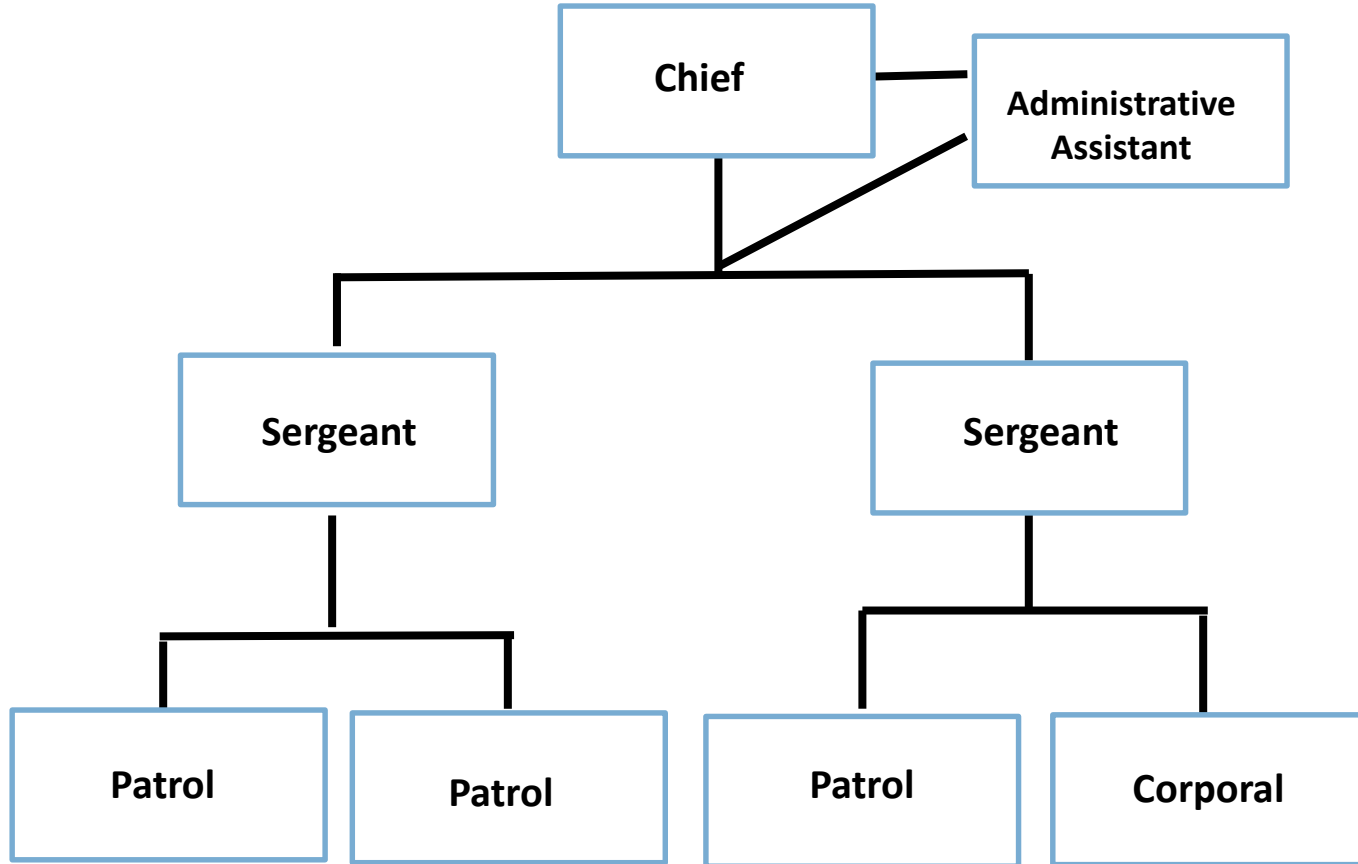 Chief
Administrative
Assistant
Sergeant
Sergeant
Patrol
Patrol
Patrol
Corporal